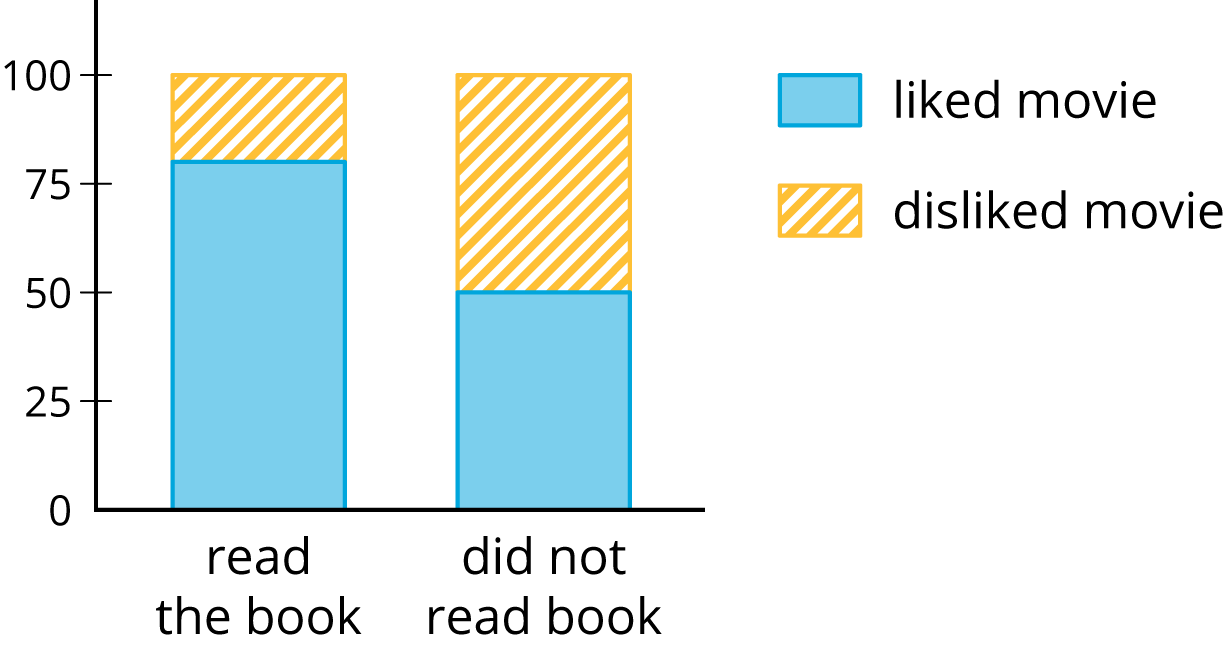 100
75
50
25
0
read
the book
did not
read book
liked movie
disliked movie